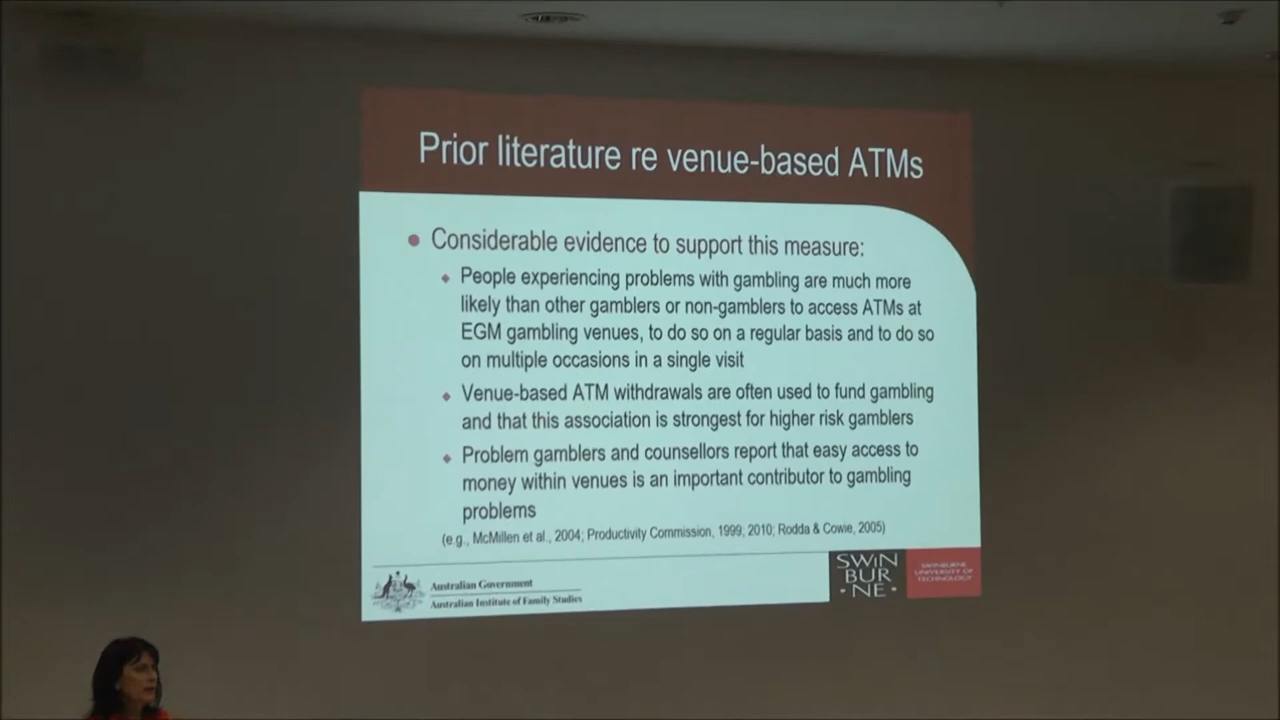 Prior literature re venue-based ATMs
Considerable evidence to support this measure:
People experiencing problems with gambling are much more
likely than other gamblers or non-gamblers to access ATMs at
EGM gambling venues, to do so on a regular basis and to do so
on multiple occasions in a single visit
Venue-based ATM withdrawals are often used to fund gambling
and that this association is strongest for higher risk gamblers
Problem gamblers and counsellors report that easy access to
money within venues is an important contributor to gambling
problems
(e.g., McMillen et al., 2004; Productivity Commission, 1999; 2010; Rodda & Cowie, 2005)
Australian Government
Australian Institute of Family Studies
SWiN
BUR
• NE •
SWINBURNE
UNIVERSITY OF
TECHNOLOGY